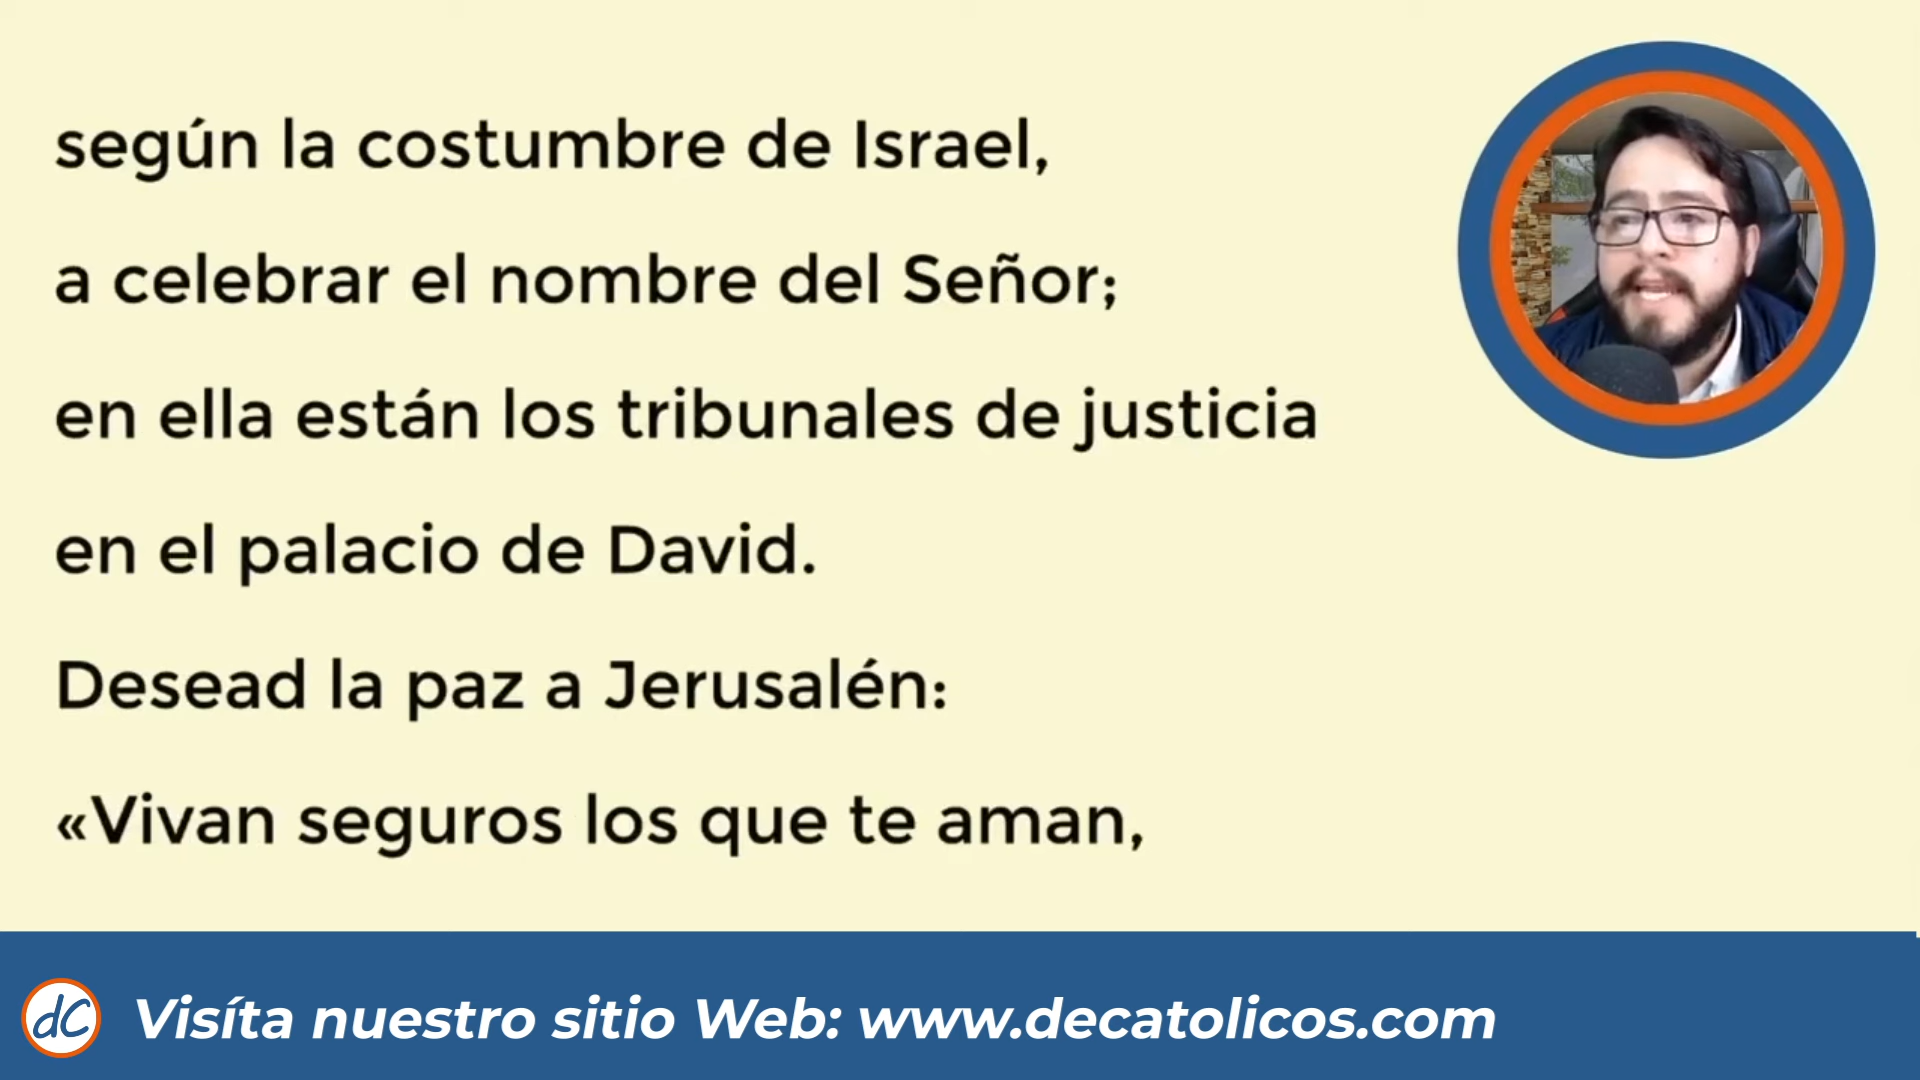 según la costumbre de Israel,
a celebrar el nombre del Señor;
en ella están los tribunales de justicia
en el palacio de David.
Desead la paz a Jerusalén:
«Vivan seguros los que te aman,
dC Visíta nuestro sitio Web: www.decatolicos.com